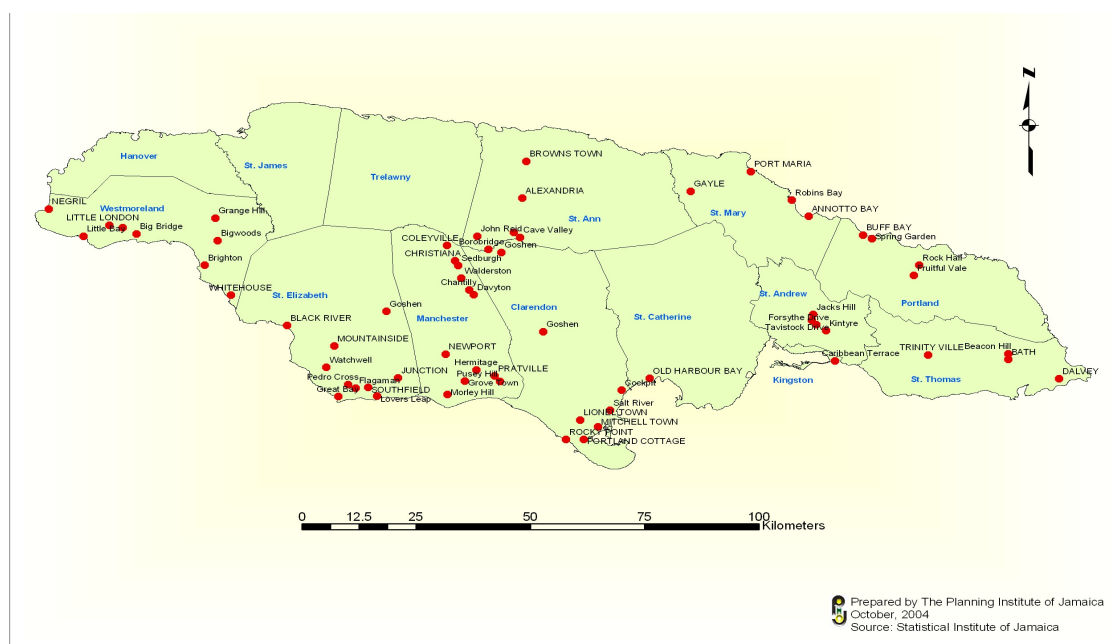 N
Hanover
St. James
Trelawny
BROWNS TOWN
PORT MARIA
GAYLE
ALEXANDRIA
Robins Bay
NEGRIL
Westmoreland
Grange Hill
St. Ann
St. Mary
ANNOTTO BAY
LITTLE LONDON
Little Bay
Big Bridge
Bigwoods
COLEYVILLE
John Reid
Cave Valley
Borobridge
Goshen
BUFF BAY
Spring Garden
CHRISTIANA
Sedburgh
Brighton
Walderston
Rock Hall
Fruitful Vale
Chantilly
Davyton
WHITEHOUSE
St. Elizabeth
Goshen
Clarendon
St. Andrew
Portland
Manchester
St. Catherine
Jacks Hill
Forsythe Drive
Kintyre
Tavistock Drive
BLACK RIVER
Goshen
MOUNTAINSIDE
NEWPORT
TRINITY VILLE
Beacon Hill
BATH
Watchwell
Hermitage
Caribbean Terrace
Pedro Cross
JUNCTION
Pusey Hill
PRATVILLE
OLD HARBOUR BAY
Kingston
St. Thomas
DALVEY
Flagaman
Grove Town
Great Bay
SOUTHFIELD
Morley Hill
Cockpit
Lovers Leap
Salt River
LIONEL TOWN
MITCHELL TOWN
ROCKY POINT
PORTLAND COTTAGE
0 12.5 25 50 75 100
Kilometers
Prepared by The Planning Institute of Jamaica
October, 2004
Source: Statistical Institute of Jamaica